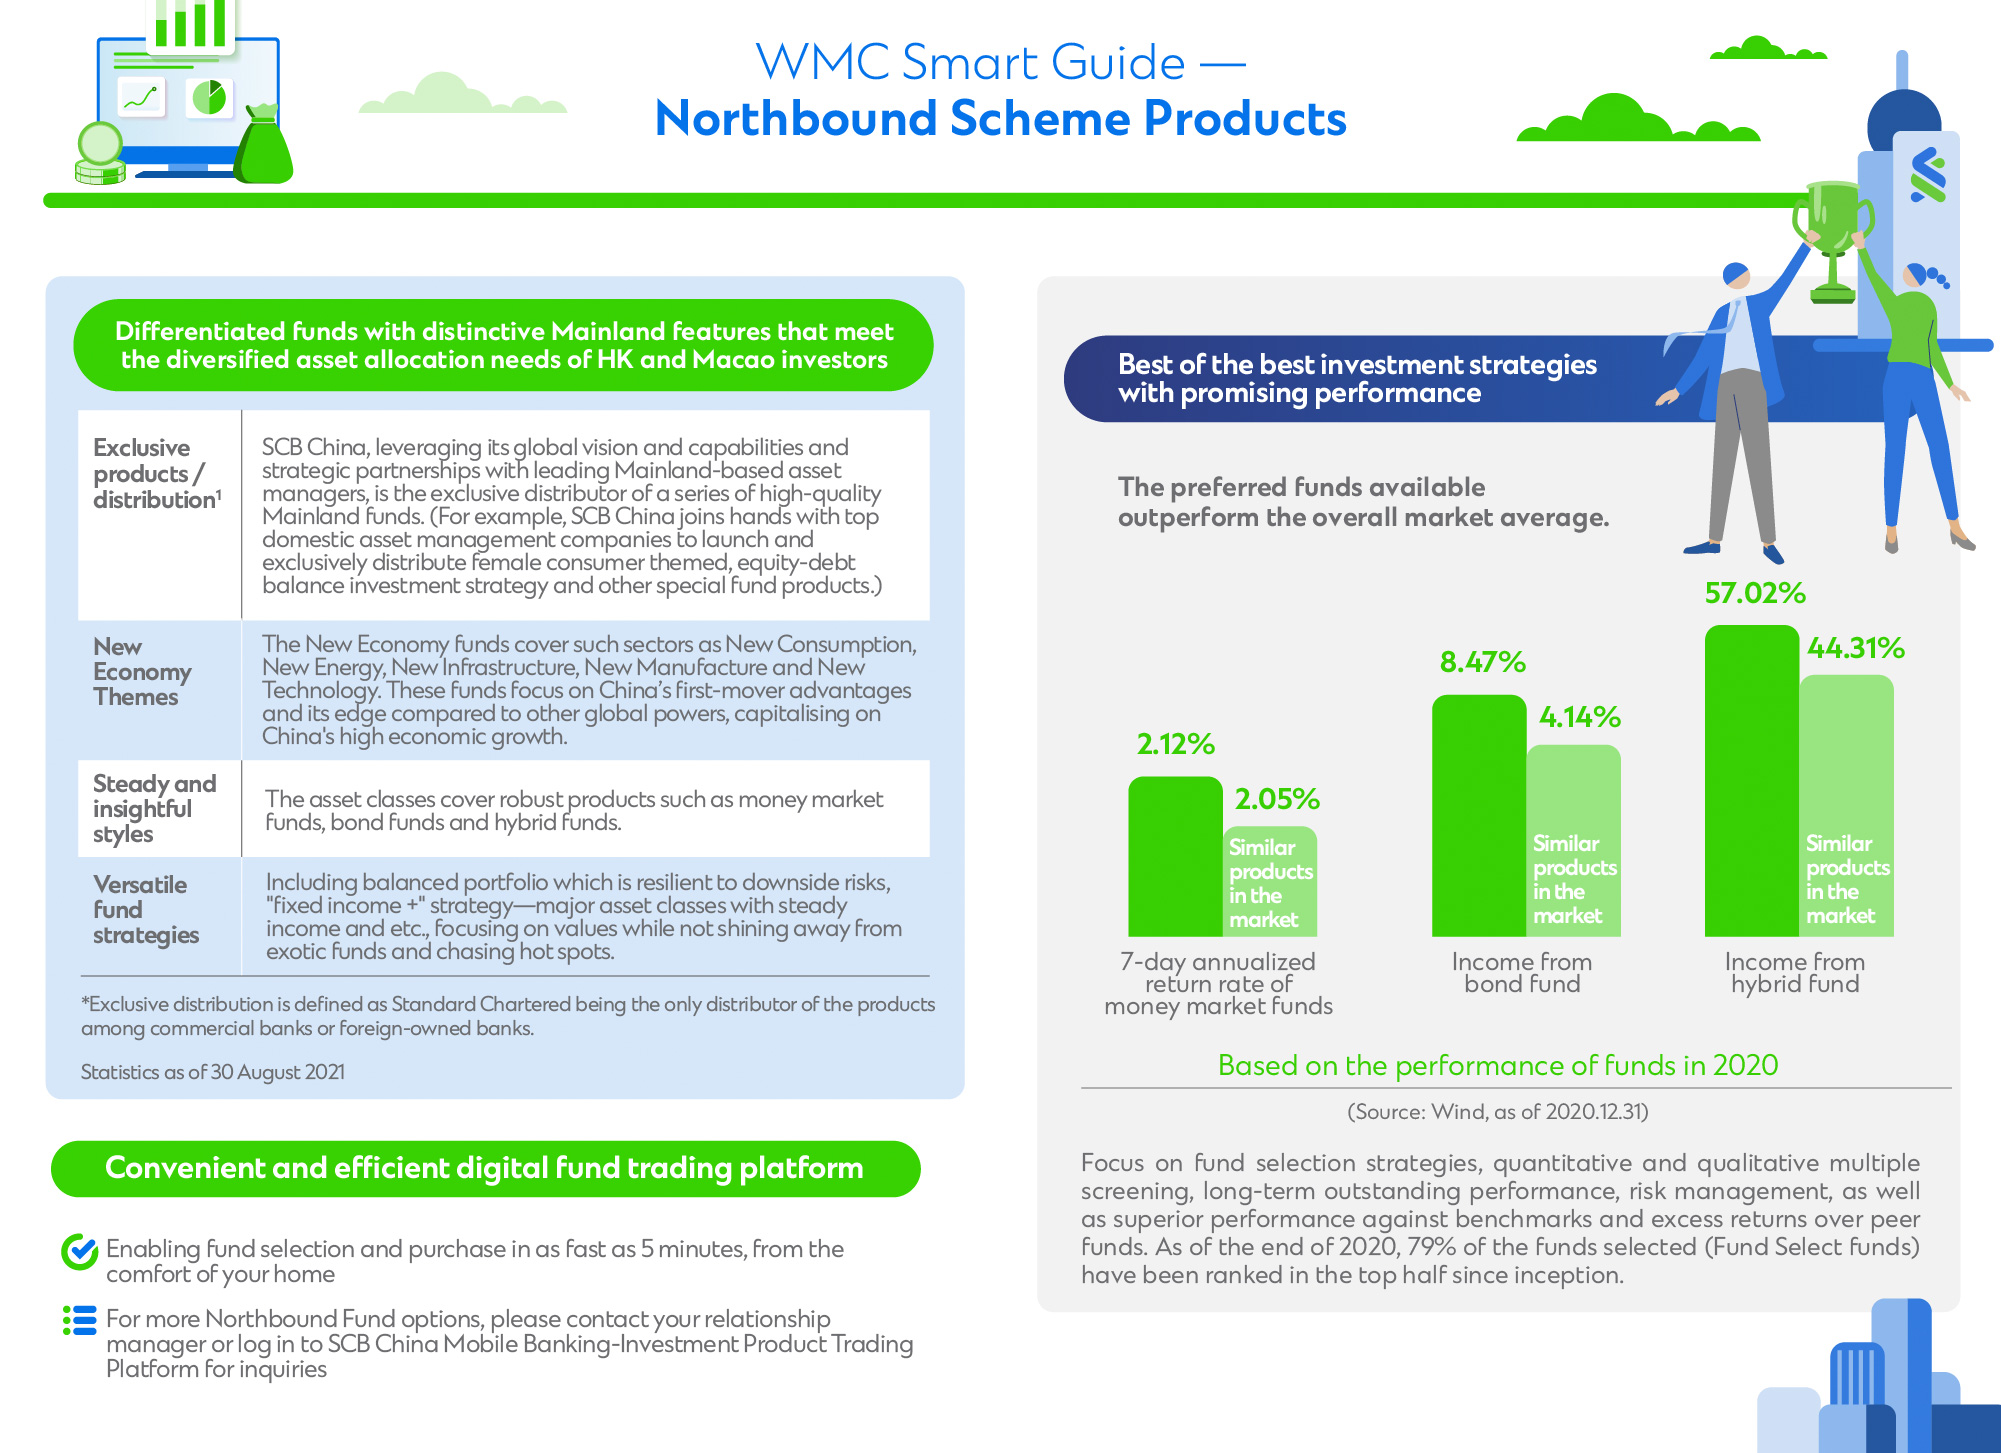 WMC Smart Guide —
Northbound Scheme Products
Differentiated funds with distinctive Mainland features that meet
the diversified asset allocation needs of HK and Macao investors
Exclusive
products /
distribution¹
SCB China, leveraging its global vision and capabilities and
strategic partnerships with leading Mainland-based asset
managers, is the exclusive distributor of a series of high-quality
Mainland funds. (For example, SCB China joins hands with top
domestic asset management companies to launch and
exclusively distribute female consumer themed, equity-debt
balance investment strategy and other special fund products.)
New
Economy
Themes
The New Economy funds cover such sectors as New Consumption,
New Energy, New Infrastructure, New Manufacture and New
Technology. These funds focus on China's first-mover advantages
and its edge compared to other global powers, capitalising on
China's high economic growth.
Steady and
insightful
styles
The asset classes cover robust products such as money market
funds, bond funds and hybrid funds.
Versatile
fund
strategies
Including balanced portfolio which is resilient to downside risks,
"fixed income +" strategy—major asset classes with steady
income and etc., focusing on values while not shining away from
exotic funds and chasing hot spots.
*Exclusive distribution is defined as Standard Chartered being the only distributor of the products
among commercial banks or foreign-owned banks.
Statistics as of 30 August 2021
Convenient and efficient digital fund trading platform
Enabling fund selection and purchase in as fast as 5 minutes, from the
comfort of your home
For more Northbound Fund options, please contact your relationship
manager or log in to SCB China Mobile Banking-Investment Product Trading
Platform for inquiries
Best of the best investment strategies
with promising performance
The preferred funds available
outperform the overall market average.
2.12%
2.05%
Similar
products
in the
market
7-day annualized
return rate of
money market funds
8.47%
4.14%
Similar
products
in the
market
Income from
bond fund
57.02%
44.31%
Similar
products
in the
market
Income from
hybrid fund
Based on the performance of funds in 2020
(Source: Wind, as of 2020.12.31)
Focus on fund selection strategies, quantitative and qualitative multiple
screening, long-term outstanding performance, risk management, as well
as superior performance against benchmarks and excess returns over peer
funds. As of the end of 2020, 79% of the funds selected (Fund Select funds)
have been ranked in the top half since inception.